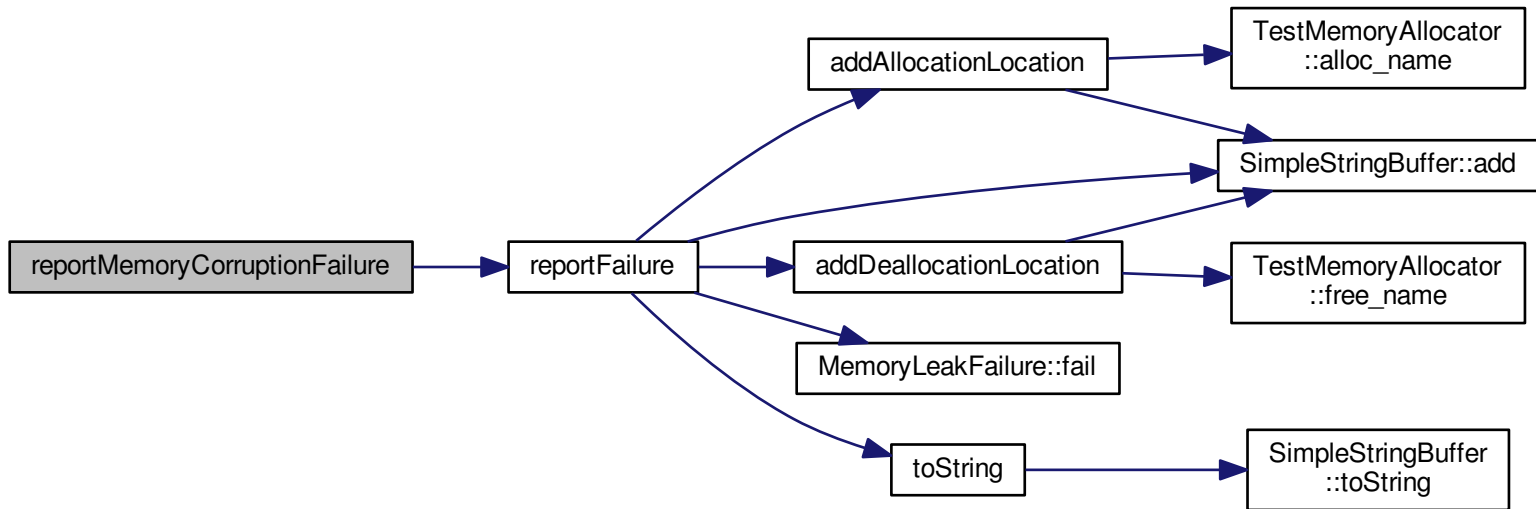 reportMemoryCorruptionFailure
reportFailure
addAllocationLocation
TestMemoryAllocator
::alloc_name
SimpleStringBuffer::add
addDeallocationLocation
TestMemoryAllocator
::free_name
MemoryLeakFailure::fail
toString
SimpleStringBuffer
::toString